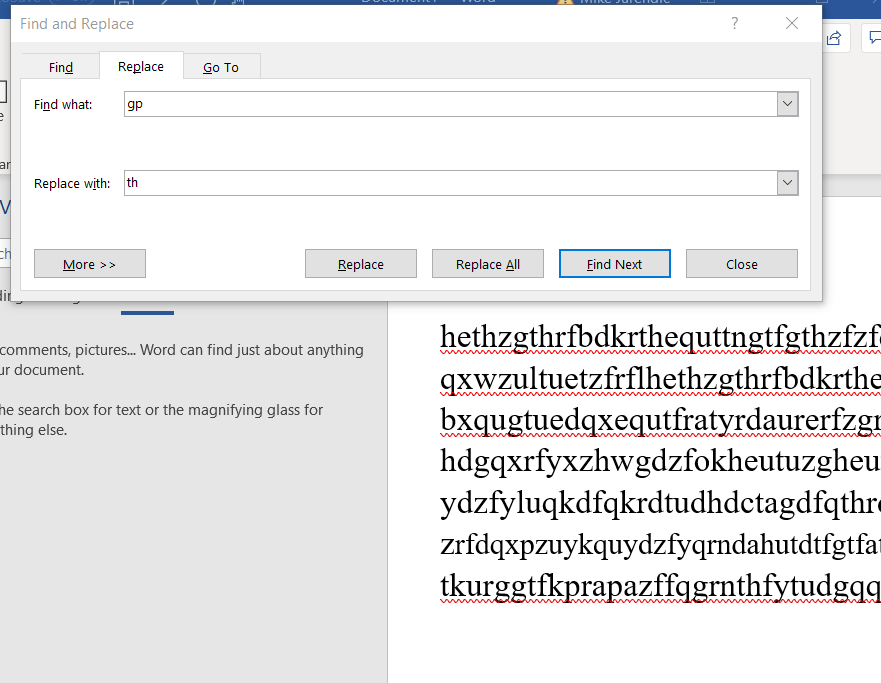 Find and Replace
Find
Replace
Go To
Find what:
gp
Replace with:
th
More >>
Replace
Replace All
Find Next
Close
comments, pictures... Word can find just about anything
ur document.
he search box for text or the magnifying glass for
thing else.
hethzgthrfbdkrthequttngtfgthzfzf
qxwzultuetzfrflhethzgthrfbdkrthe
bxqugtuedqxequtfratyrdaurerfzgr
hdgqxrfyxzhwgdzfokheutuzgheu
ydzfyluqkdfqkrdtudhdctagdfqthr
zrfdqxpzuykquydzfyqrndahutdtfgtfa
tkurggtfkprapazffqgrnthfytudgqq